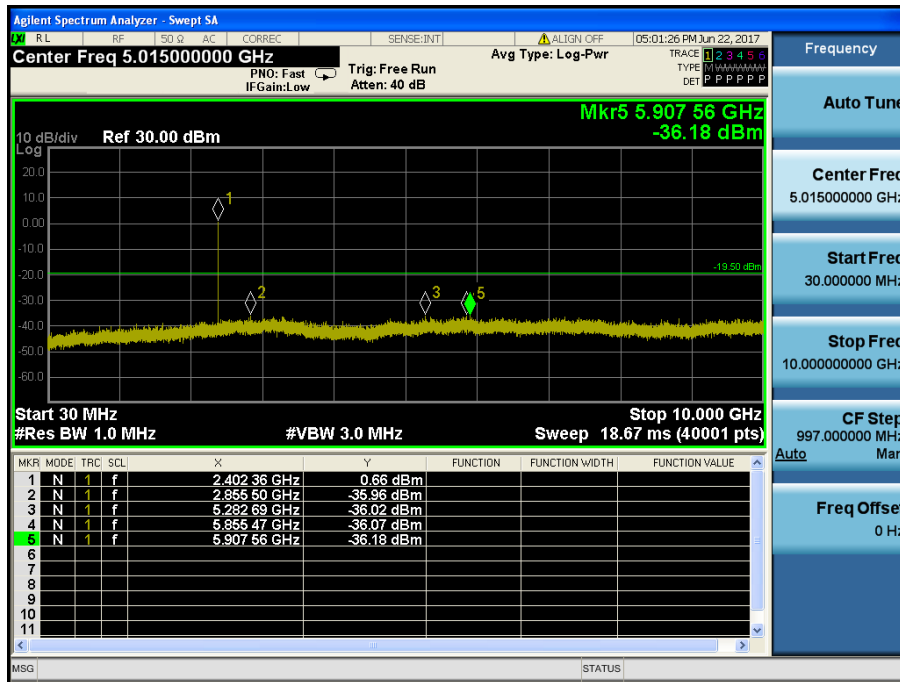 Agilent Spectrum Analyzer - Swept SA
LXI RL RF 50 Ω AC CORREC SENSE:INT ALIGN OFF 05:01:26 PM Jun 22, 2017
Center Freq 5.015000000 GHz
PNO: Fast
IFGain:Low
Trig: Free Run
Atten: 40 dB
Avg Type: Log-Pwr
TRACE 1 2 3 4 5 6
TYPE M WWWWW
DET P P P P P P
Mkr5 5.907 56 GHz
-36.18 dBm
10 dB/div Ref 30.00 dBm
Log
20.0
10.0
0.00
-10.0
-20.0
-30.0
-40.0
-50.0
-60.0
1
2
3
5
-19.50 dBm
Start 30 MHz Stop 10.000 GHz
#Res BW 1.0 MHz #VBW 3.0 MHz Sweep 18.67 ms (40001 pts)
MKR MODE TRC SCL X Y FUNCTION FUNCTION WIDTH FUNCTION VALUE
1 N 1 f 2.402 36 GHz 0.66 dBm
2 N 1 f 2.855 50 GHz -35.96 dBm
3 N 1 f 5.282 69 GHz -36.02 dBm
4 N 1 f 5.855 47 GHz -36.07 dBm
5 N 1 f 5.907 56 GHz -36.18 dBm
6
7
8
9
10
11
MSG STATUS
Frequency
Auto Tune
Center Freq
5.015000000 GHz
Start Freq
30.000000 MHz
Stop Freq
10.000000000 GHz
CF Step
997.000000 MHz
Auto Man
Freq Offset
0 Hz